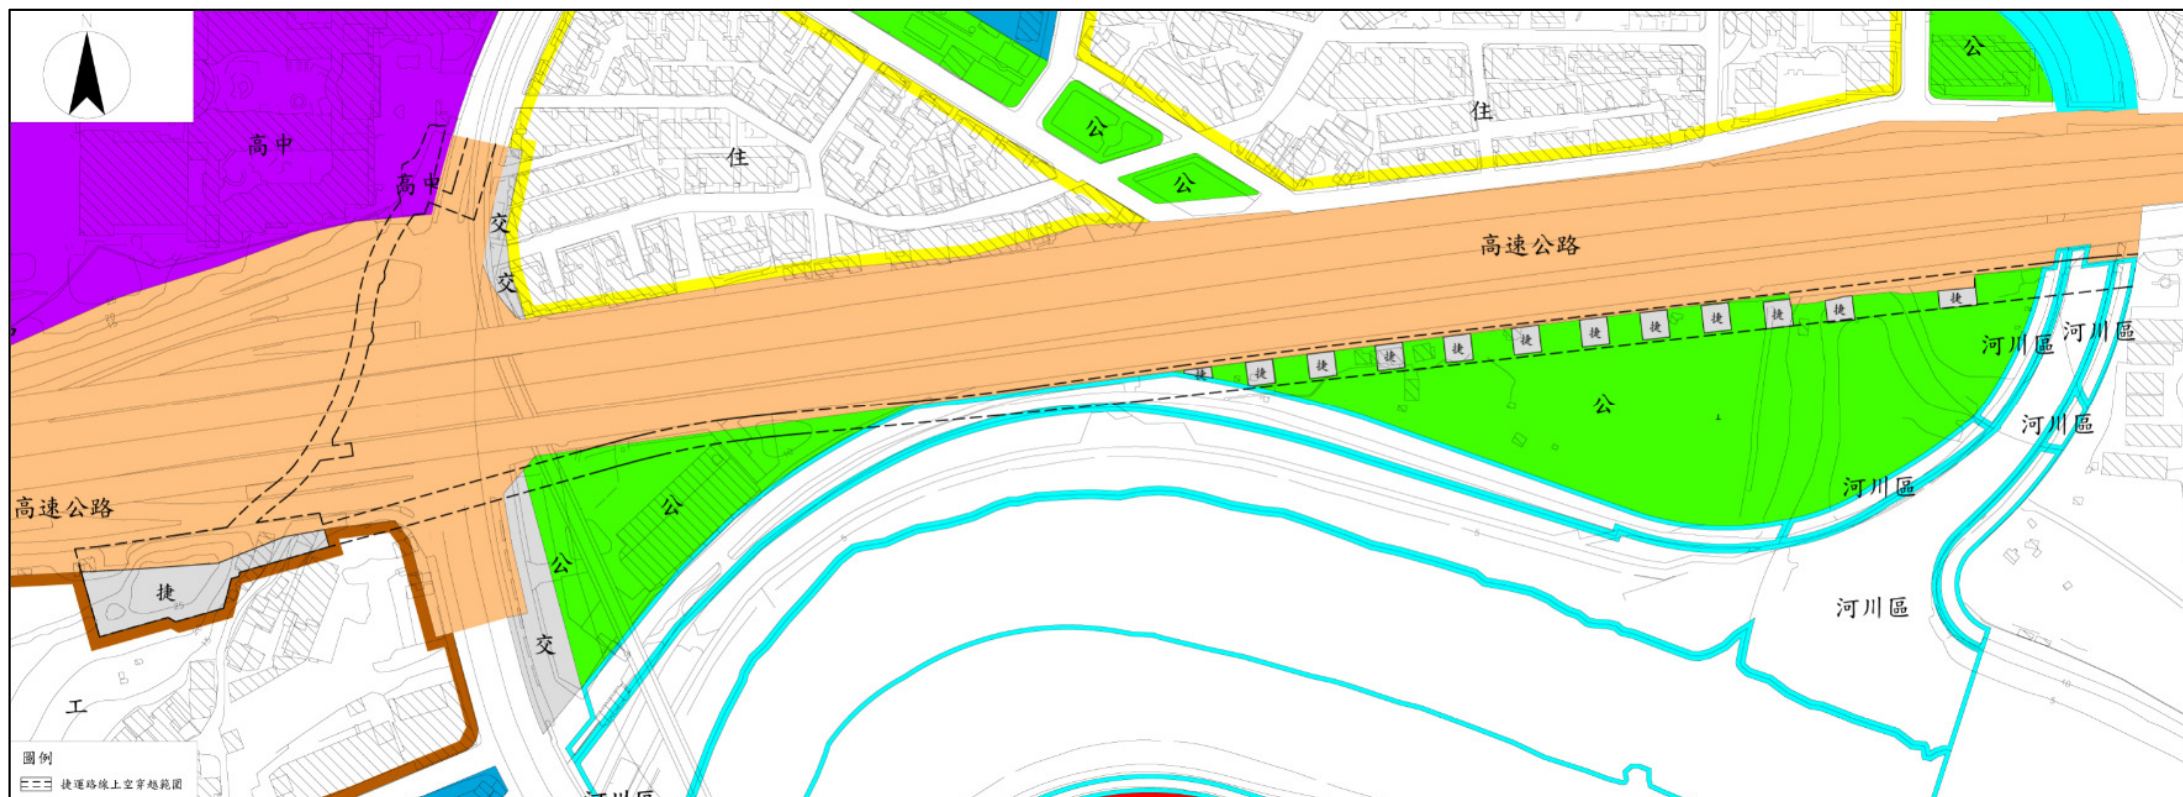 N
公
住
公
高中
住
高中
公
交
高速公路
交
捷
捷
捷
捷
捷
捷
捷
捷
捷
捷
捷
捷
捷
河川區
河川區
公
河川區
河川區
公
高速公路
公
捷
河川區
交
工
圖例
捷運路線上空穿越範圍
河川區